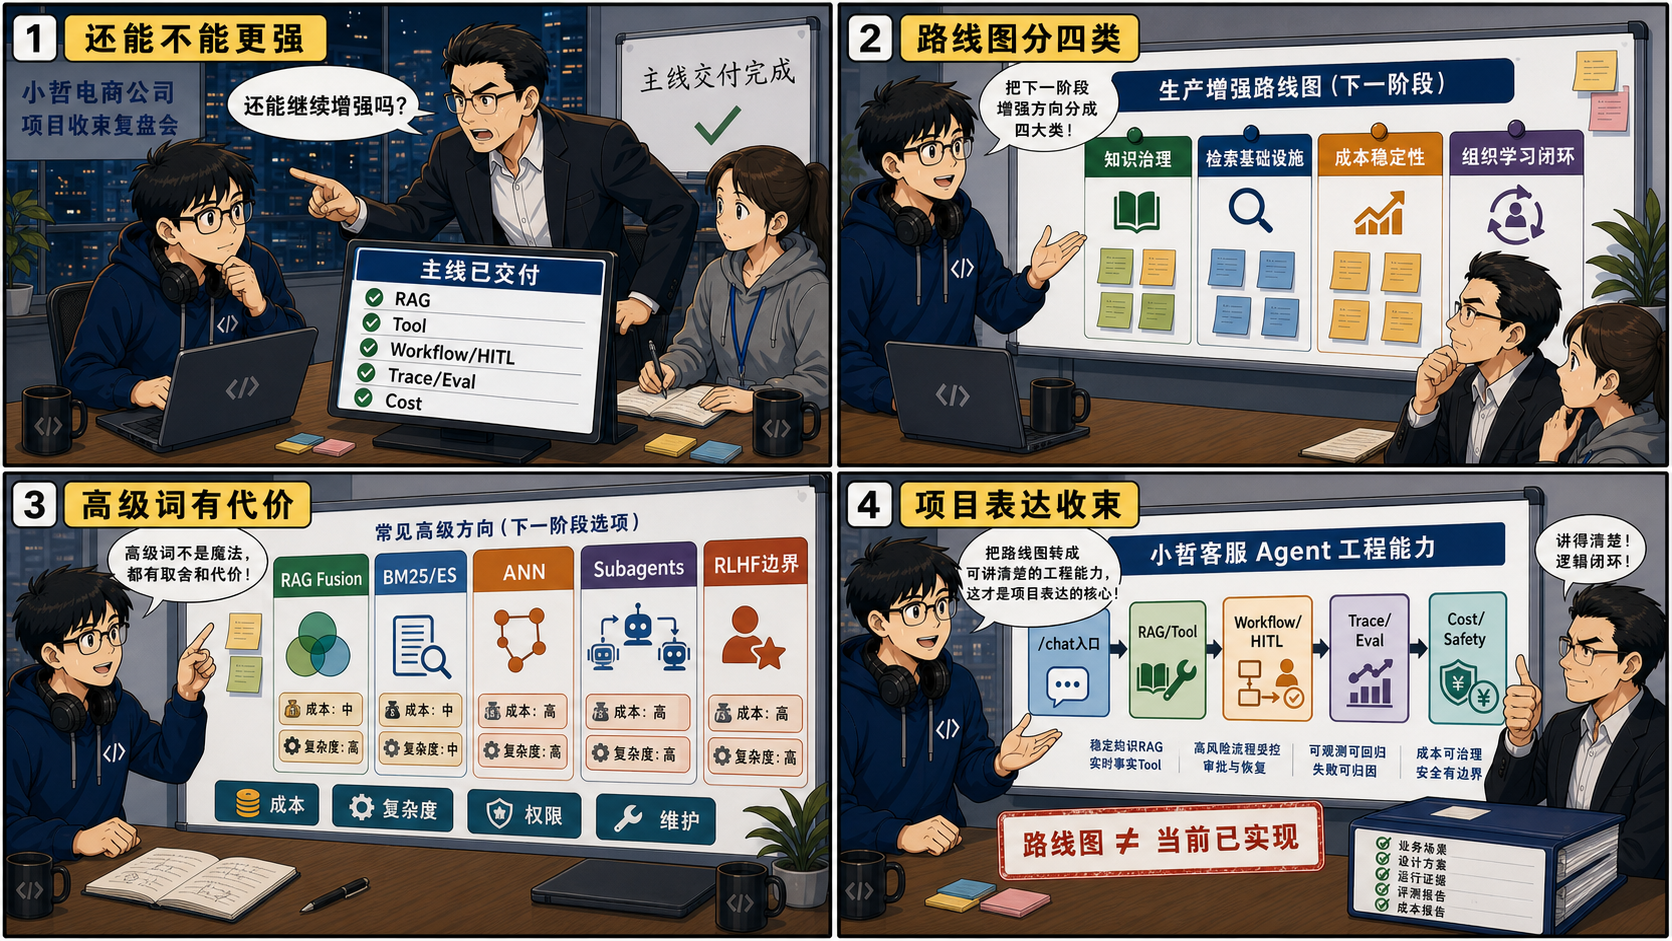 1 还能不能更强
小哲电商公司
项目收束复盘会
还能继续增强吗？
主线交付完成
主线已交付
RAG
Tool
Workflow/HITL
Trace/Eval
Cost
</>
</>
</>
</>
2 路线图分四类
把下一阶段
增强方向分成
四大类！
生产增强路线图（下一阶段）
知识治理
检索基础设施
成本稳定性
组织学习闭环
</>
</>
</>
3 高级词有代价
高级词不是魔法，
都有取舍和代价！
常见高级方向（下一阶段选项）
RAG Fusion
成本：中
复杂度：高
BM25/ES
成本：中
复杂度：中
ANN
成本：高
复杂度：高
Subagents
成本：高
复杂度：高
RLHF边界
成本：高
复杂度：高
成本
复杂度
权限
维护
</>
</>
</>
4 项目表达收束
把路线图转成
可讲清楚的工程能力，
这才是项目表达的核心！
小哲客服 Agent 工程能力
讲得清楚！
逻辑闭环！
/chat入口
RAG/Tool
Workflow/
HITL
Trace/
Eval
Cost/
Safety
¥
¥
稳定均识RAG
实时事实Tool
高风险流程受控
审批与恢复
可观测可回归
失败可归因
成本可治理
安全有边界
路线图 ≠ 当前已实现
业务场景
设计方案
运行证据
评测报告
成本报告
</>
</>